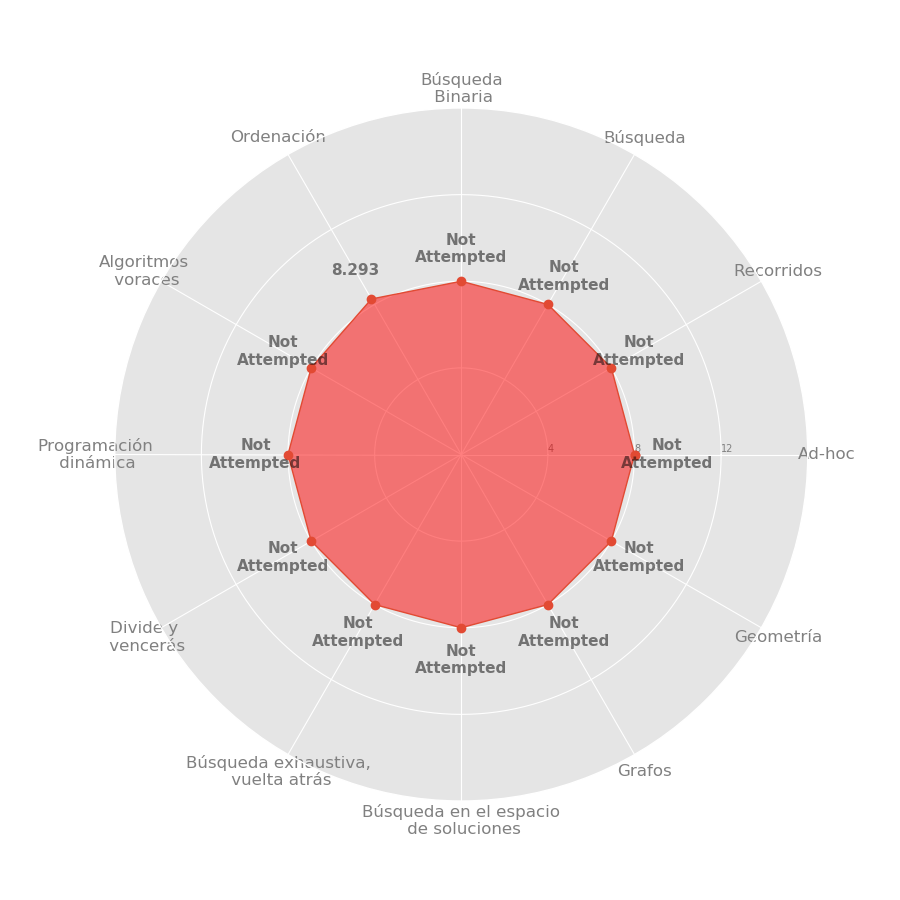 Búsqueda
Binaria
Ordenación
Búsqueda
Not
Attempted
8.293
Not
Attempted
Algoritmos
voraces
Recorridos
Not
Attempted
Not
Attempted
Programación
dinámica
Not
Attempted
4
8
12
Not
Attempted
Ad-hoc
Not
Attempted
Not
Attempted
Divide y
vencerás
Not
Attempted
Not
Attempted
Geometría
Not
Attempted
Búsqueda exhaustiva,
vuelta atrás
Grafos
Búsqueda en el espacio
de soluciones